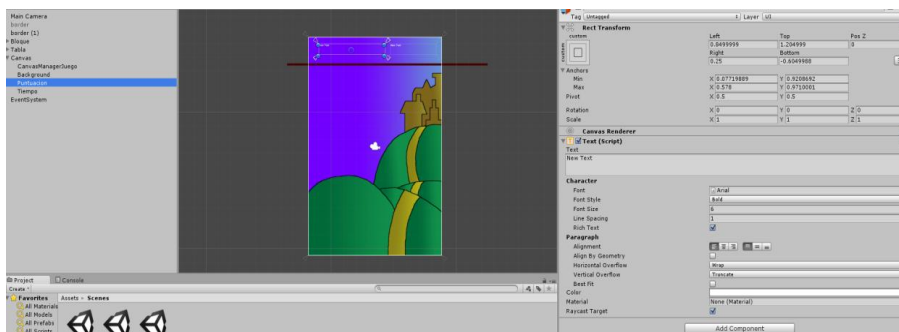 Main Camera
border
border (1)
Bloque
Tabla
Canvas
CanvasManagerJuego
Background
Puntuacion
Tiempo
EventSystem
Tag Untagged Layer UI
Rect Transform
custom
custom
Left Top Pos Z
0.8499999 1.204999 0
Right Bottom
0.25 -0.6049988
Anchors
Min X 0.07719889 Y 0.9208692
Max X 0.578 Y 0.9710001
Pivot X 0.5 Y 0.5
Rotation X 0 Y 0 Z 0
Scale X 1 Y 1 Z 1
Canvas Renderer
Text (Script)
Text
New Text
Character
Font Arial
Font Style Bold
Font Size 6
Line Spacing 1
Rich Text
Paragraph
Alignment
Align By Geometry
Horizontal Overflow Wrap
Vertical Overflow Truncate
Best Fit
Color
Material None (Material)
Raycast Target
Add Component
Project Console
Create
Favorites Assets Scenes
All Materials
All Models
All Prefabs
All Scripts